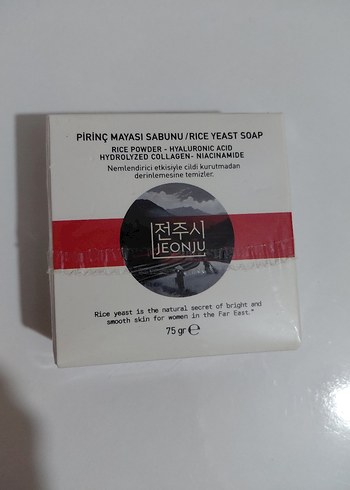 PİRİNÇ MAYASI SABUNU/RICE YEAST SOAP
RICE POWDER - HYALURONIC ACID
HYDROLYZED COLLAGEN- NIACINAMIDE
Nemlendirici etkisiyle cildi kurutmadan
derinlemesine temizler.
전주시
JEONJU
Rice yeast is the natural secret of bright and
smooth skin for women in the Far East."
75 gr ℮